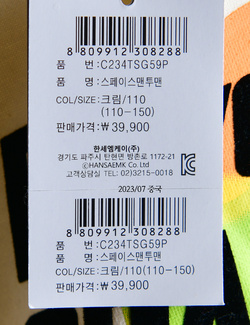 8 809912 308288
품 번 :C234TSG59P
품 명 :스페이스맨투맨
COL/SIZE:크림/110
(110-150)
판매가격:₩39,900
한세엠케이(주)
경기도 파주시 탄현면 방촌로 1172-21
ⓒHANSAEMK Co. Ltd
고객상담실 TEL: 02)3215-0018
2023/07 중국
8 809912 308288
품 번 :C234TSG59P
품 명 :스페이스맨투맨
COL/SIZE:크림/110(110-150)
판매가격:₩39,900